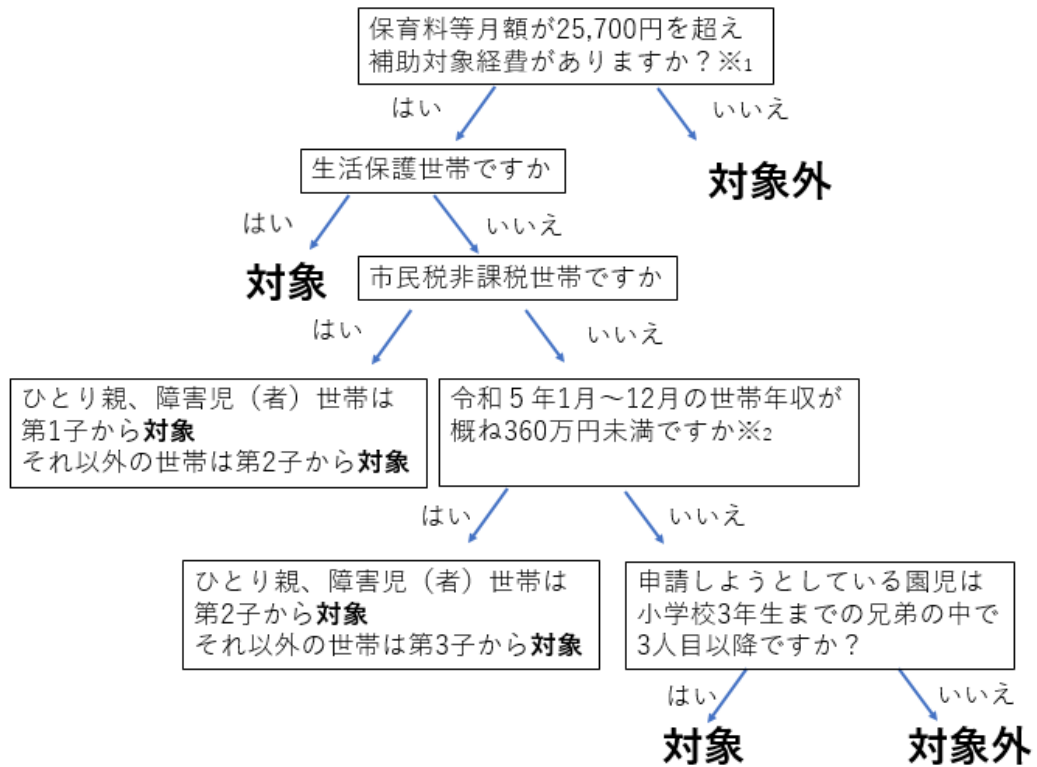 保育料等月額が25,700円を超え
補助対象経費がありますか？※1
はい
いいえ
生活保護世帯ですか
対象外
はい
いいえ
対象
市民税非課税世帯ですか
はい
いいえ
ひとり親、障害児（者）世帯は
第1子から対象
それ以外の世帯は第2子から対象
令和５年1月～12月の世帯年収が
概ね360万円未満ですか※2
はい
いいえ
ひとり親、障害児（者）世帯は
第2子から対象
それ以外の世帯は第3子から対象
申請しようとしている園児は
小学校3年生までの兄弟の中で
3人目以降ですか？
はい
いいえ
対象
対象外